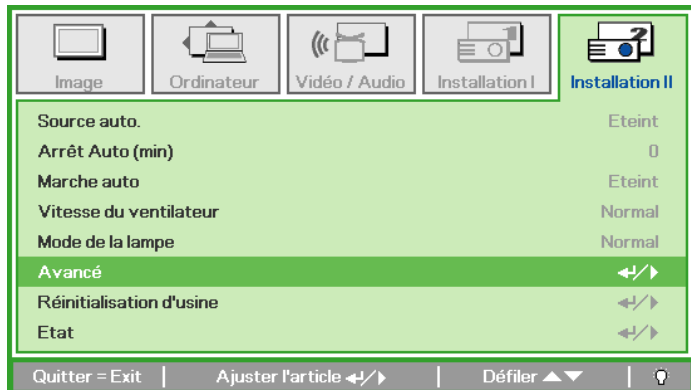 Image Ordinateur Vidéo / Audio Installation I Installation II
Source auto. Eteint
Arrêt Auto (min) 0
Marche auto Eteint
Vitesse du ventilateur Normal
Mode de la lampe Normal
Avancé
Réinitialisation d'usine
Etat
Quitter = Exit Ajuster l'article Défiler